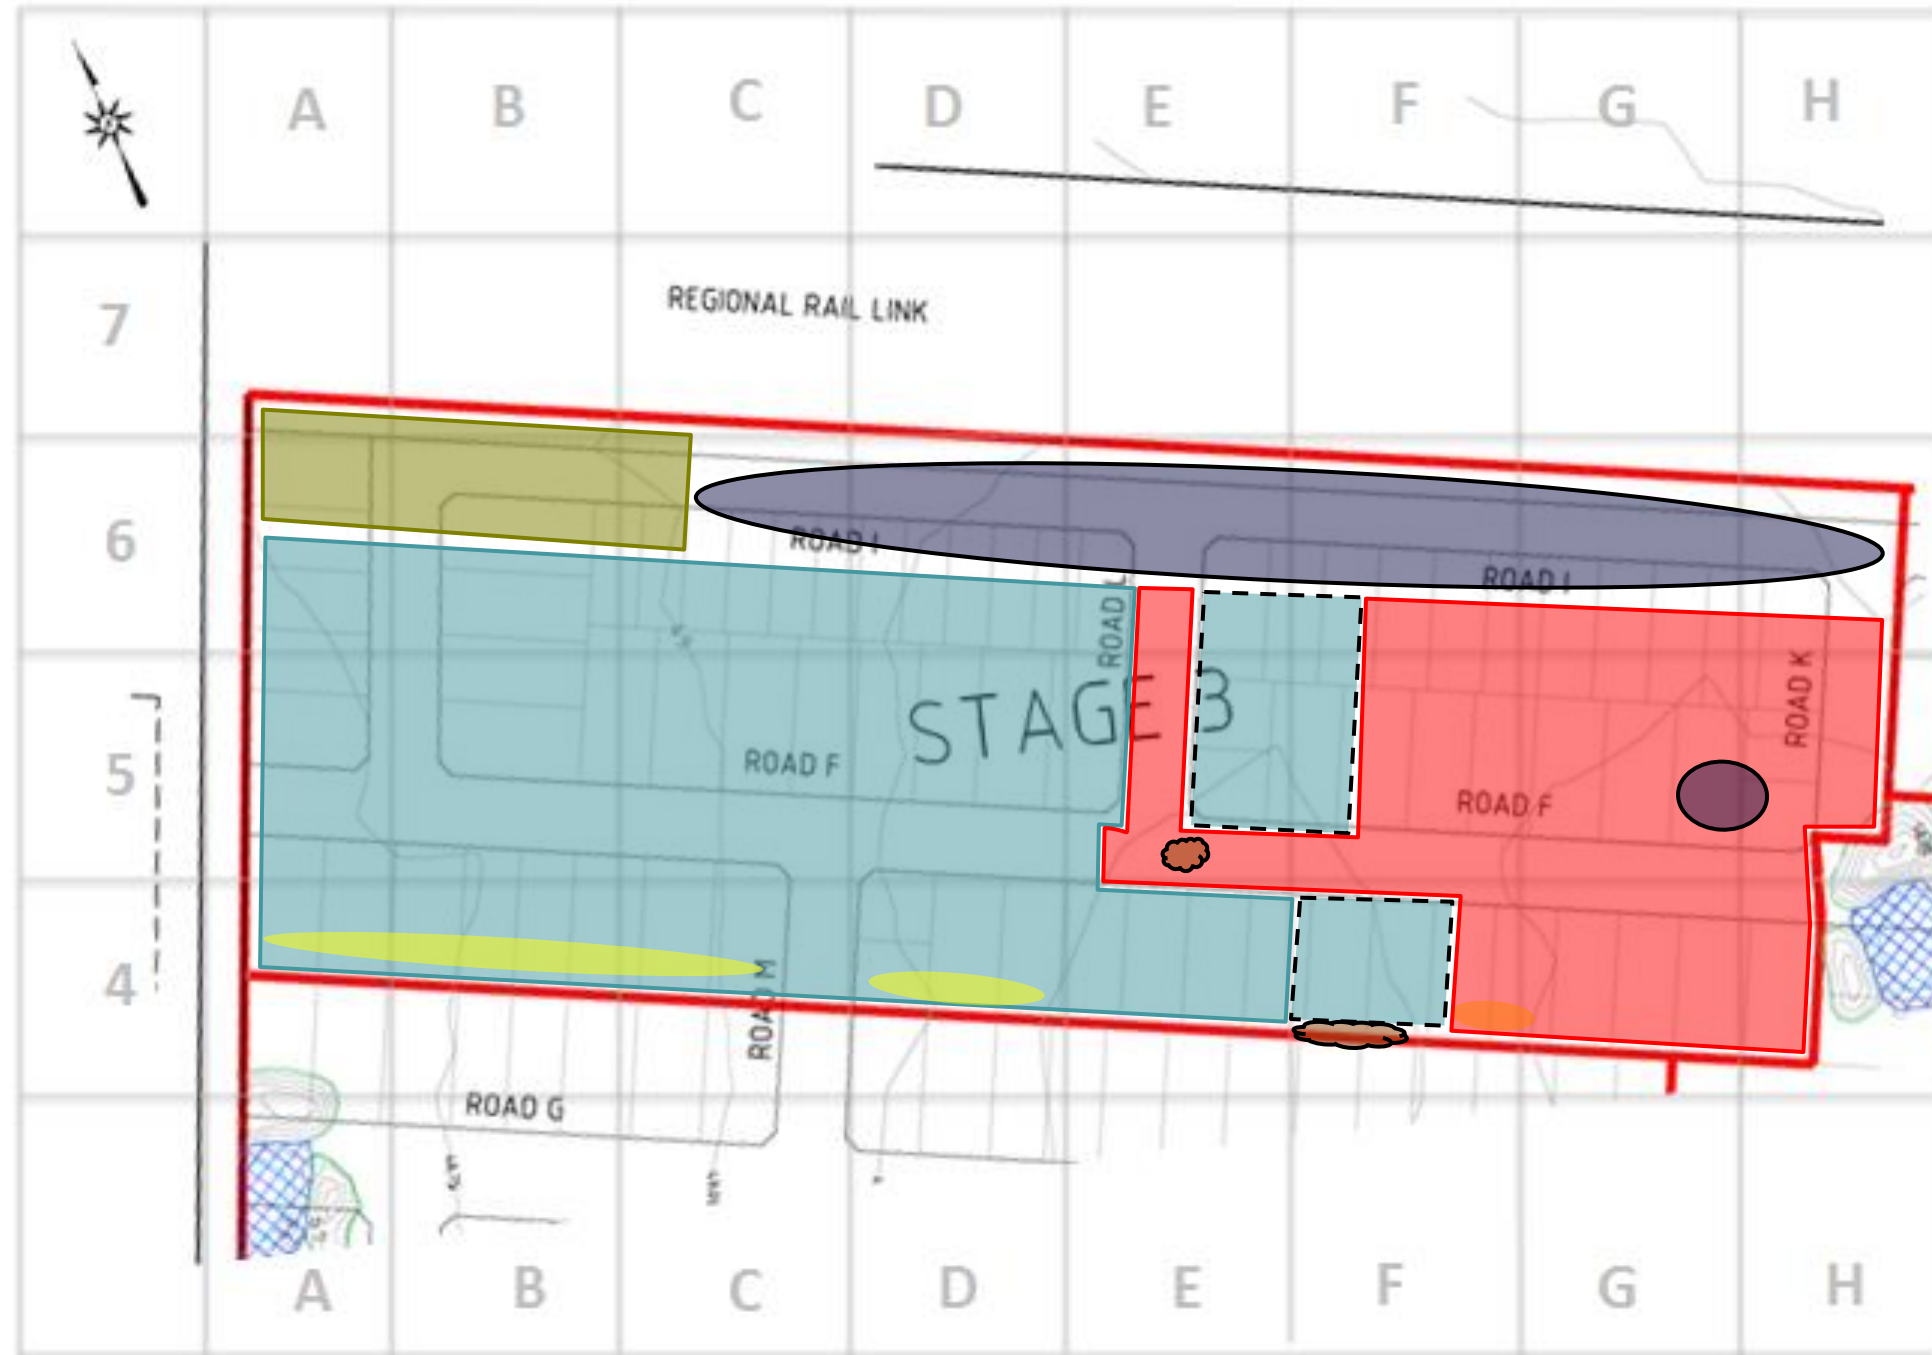 A B C D E F G H
7
REGIONAL RAIL LINK
6
ROAD I
ROAD I
ROAD L
STAGE 3
ROAD K
5
ROAD F
ROAD F
4
ROAD M
ROAD G
A B C D E F G H